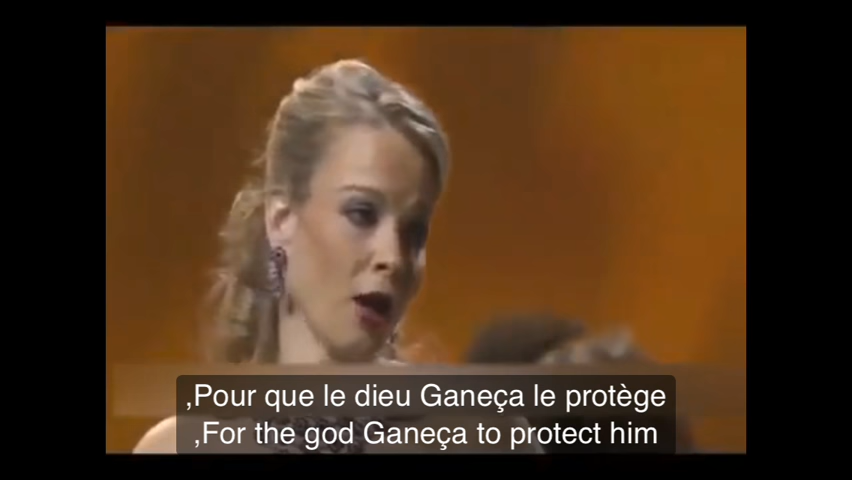 ,Pour que le dieu Ganeça le protège
,For the god Ganeça to protect him